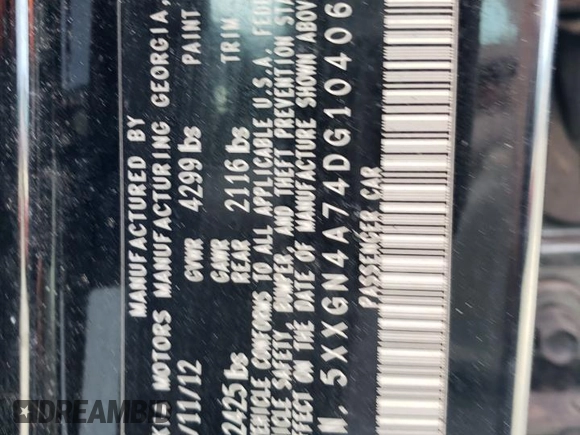 MANUFACTURED BY
MOTORS MANUFACTURING GEORGIA,
/11/12 GVWR 4299 lbs PAINT
GAWR
2425 lbs REAR 2116 lbs TRIM
VEHICLE CONFORMS TO ALL APPLICABLE U.S.A. FEDE
HICLE SAFETY, BUMPER, AND THEFT PREVENTION STA
EFFECT ON THE DATE OF MANUFACTURE SHOWN ABOV
N. 5XXGN4A74DG10406
PASSENGER CAR
DREAMBID